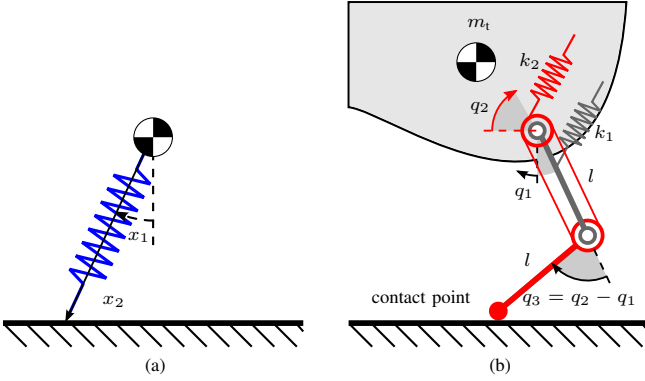 x₁
x₂
(a)
mₜ
k₂
q₂
k₁
q₁
l
l
contact point
q₃ = q₂ − q₁
(b)